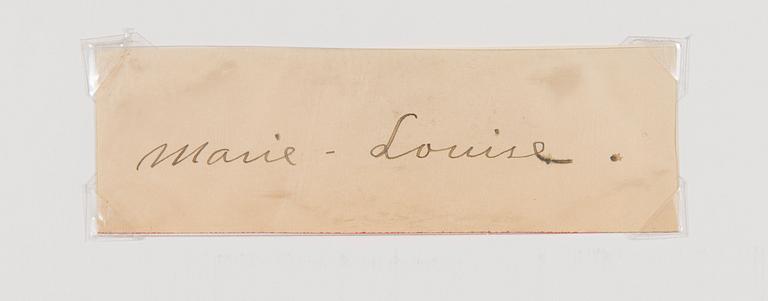 Marie - Louise .